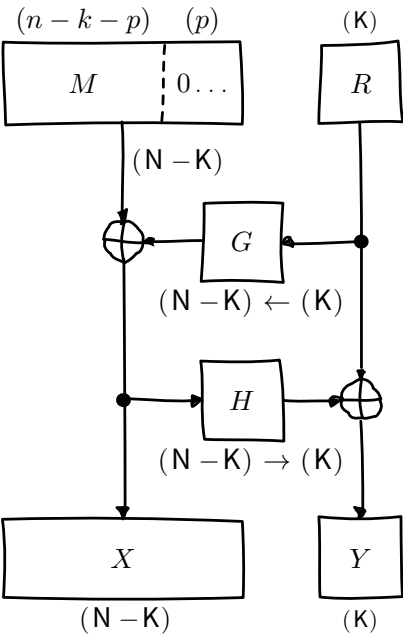 (n − k − p) (p) (K)
M 0... R
(N − K)
G
(N − K) ← (K)
H
(N − K) → (K)
X Y
(N − K) (K)